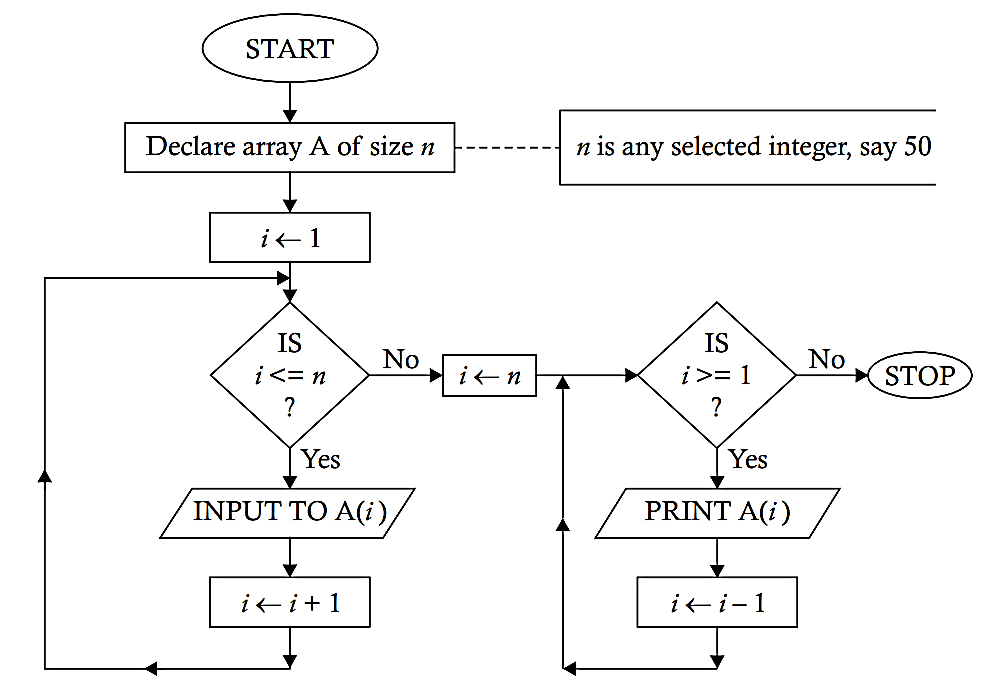 START
Declare array A of size n
n is any selected integer, say 50
i ← 1
IS
i <= n
?
No
i ← n
IS
i >= 1
?
No
STOP
Yes
Yes
INPUT TO A(i)
PRINT A(i)
i ← i + 1
i ← i – 1